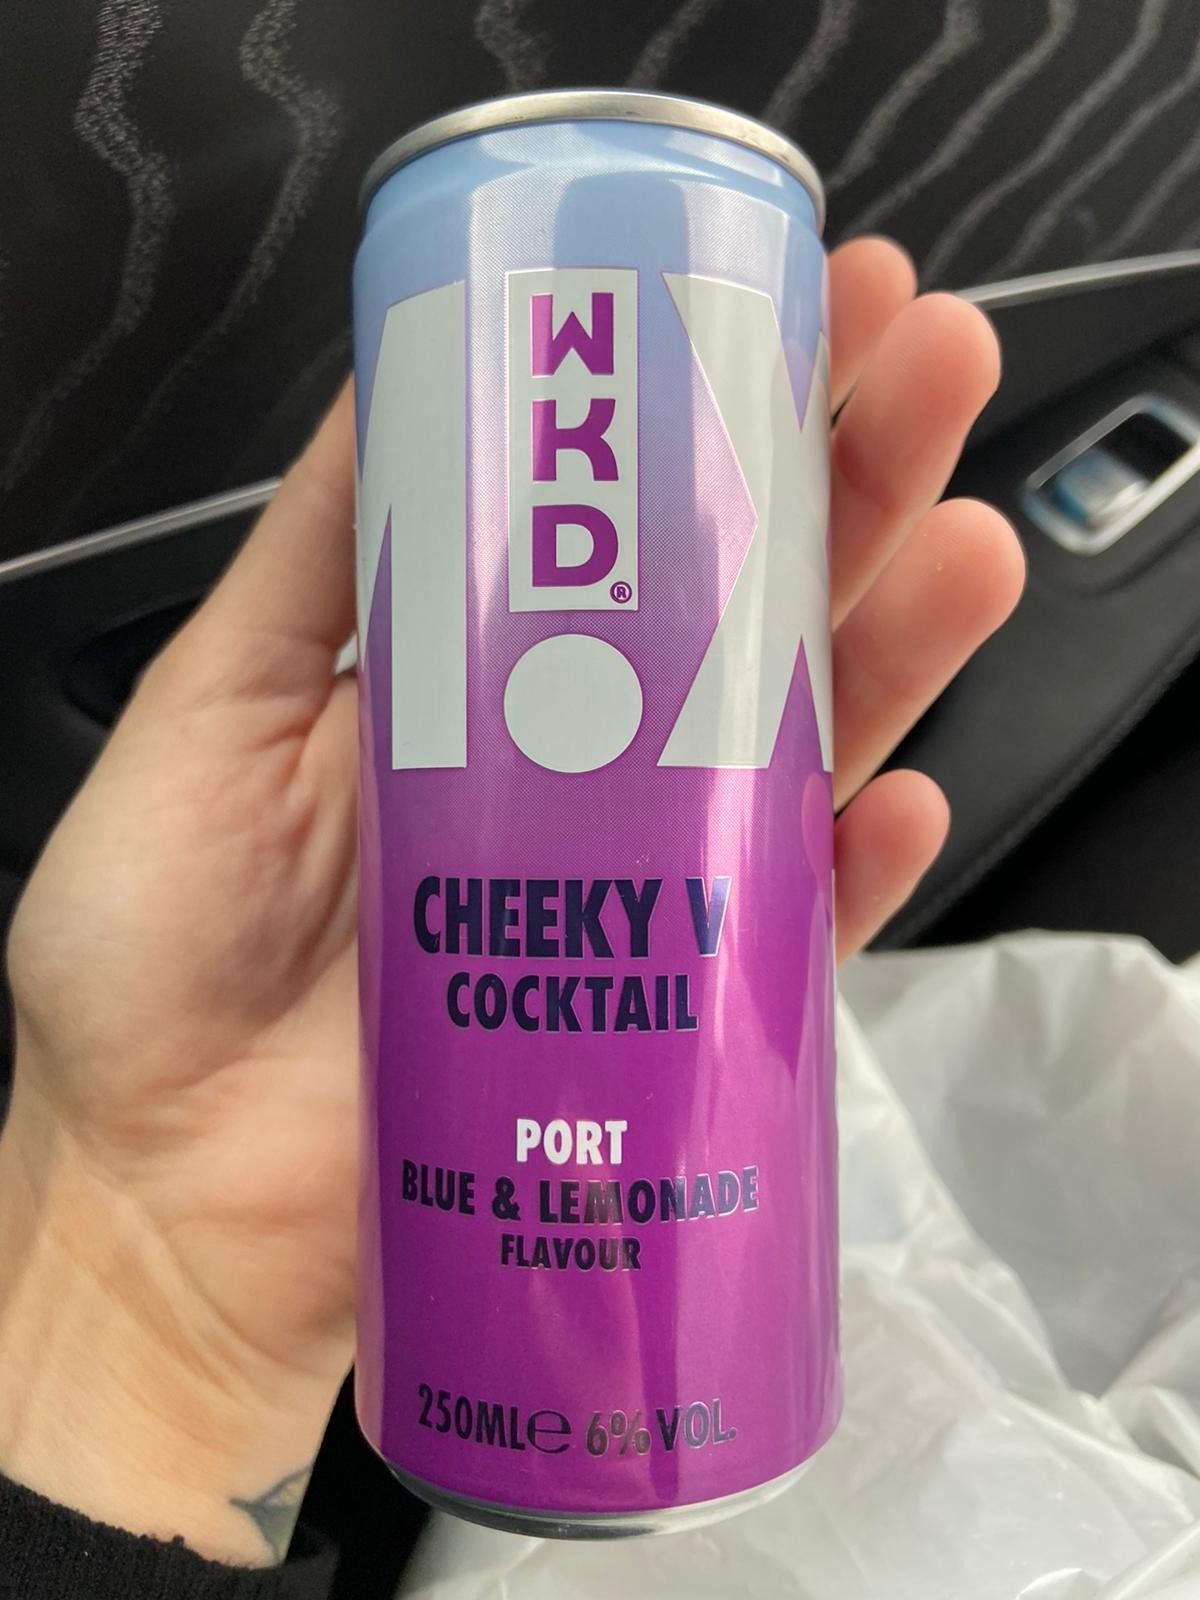 M!X
WKD®
CHEEKY V
COCKTAIL
PORT
BLUE & LEMONADE
FLAVOUR
250ML℮ 6% VOL.